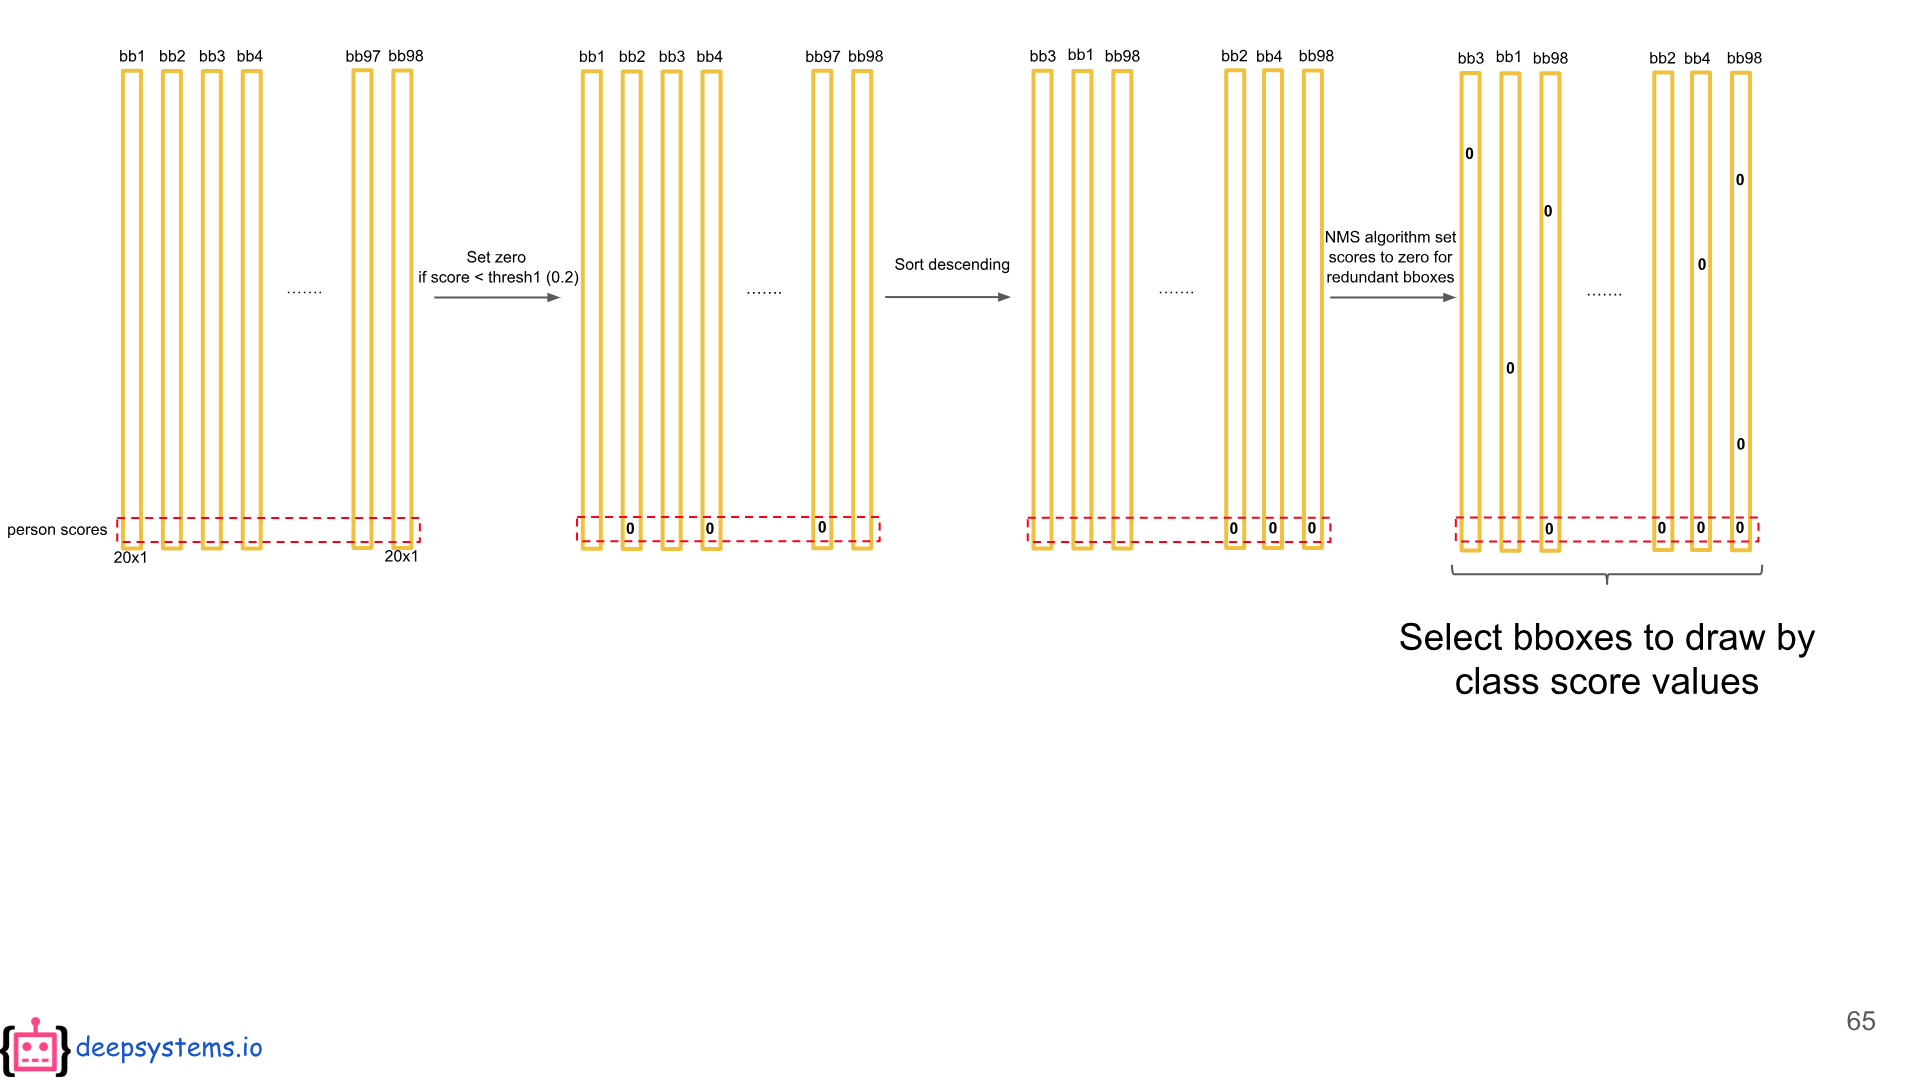 bb1 bb2 bb3 bb4 bb97 bb98
bb1 bb2 bb3 bb4 bb97 bb98
bb3 bb1 bb98 bb2 bb4 bb98
bb3 bb1 bb98 bb2 bb4 bb98
.......
Set zero
if score < thresh1 (0.2)
.......
Sort descending
.......
NMS algorithm set
scores to zero for
redundant bboxes
0
0
0
0
0
0
0
.......
person scores
20x1 20x1
0 0 0
0 0 0
0 0 0 0
Select bboxes to draw by
class score values
65
{ } deepsystems.io